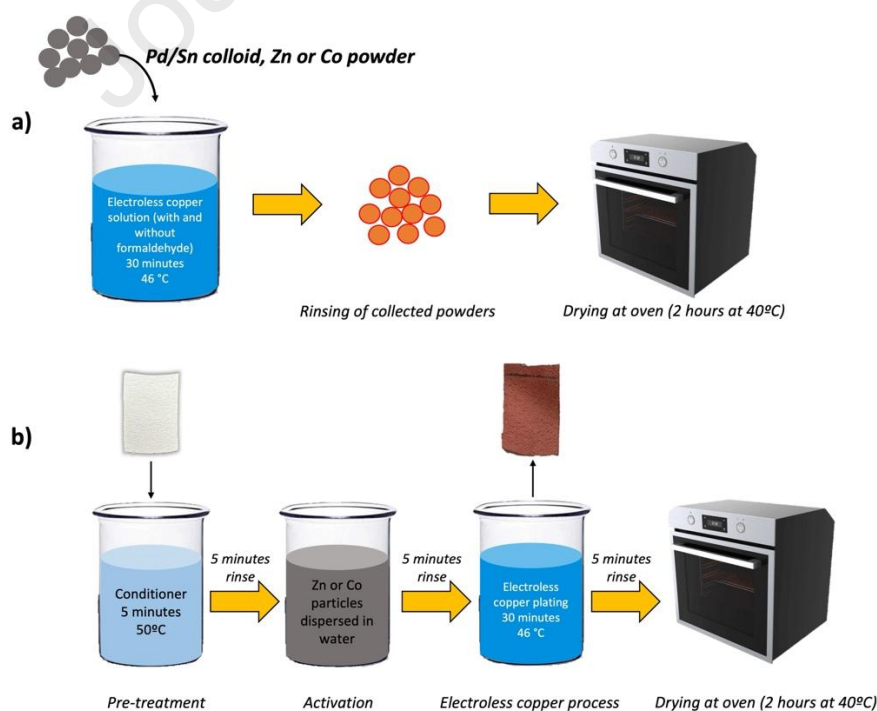 Jou
Pd/Sn colloid, Zn or Co powder
a)
Electroless copper
solution (with and
without
formaldehyde)
30 minutes
46 °C
Rinsing of collected powders
Drying at oven (2 hours at 40ºC)
b)
Conditioner
5 minutes
50ºC
5 minutes
rinse
Zn or Co
particles
dispersed in
water
5 minutes
rinse
Electroless
copper plating
30 minutes
46 °C
5 minutes
rinse
Pre-treatment
Activation
Electroless copper process
Drying at oven (2 hours at 40ºC)